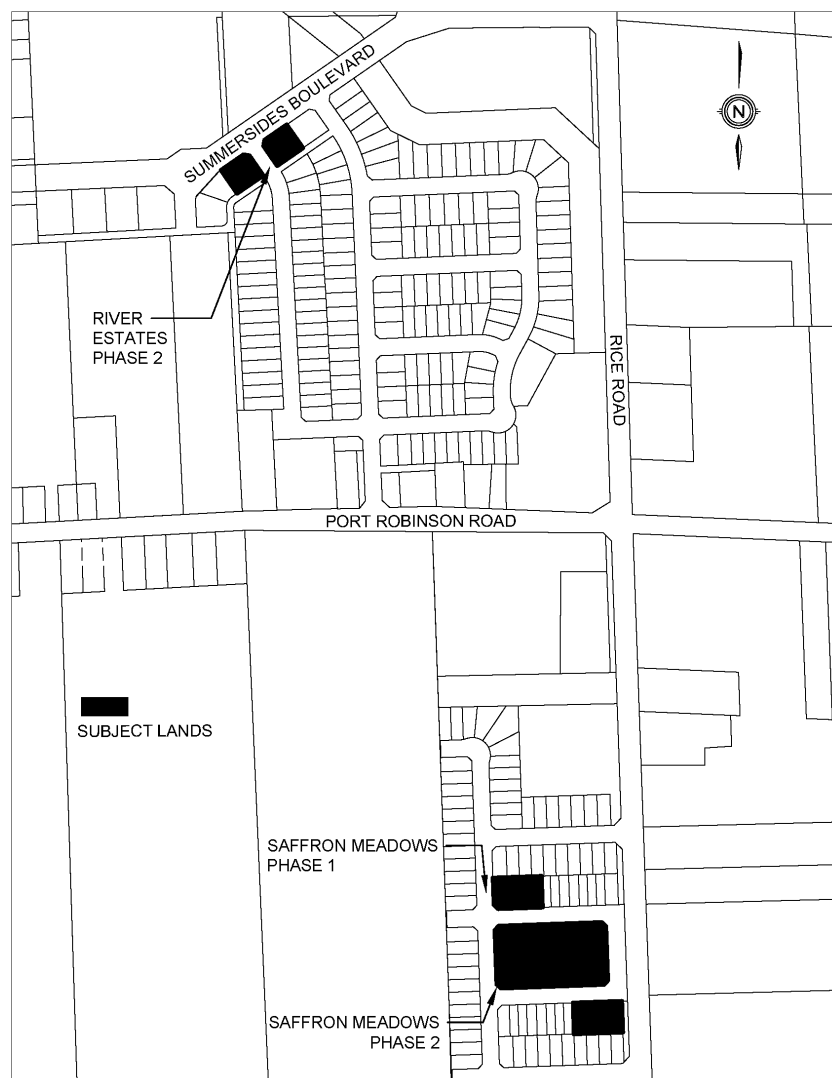 SUMMERSIDES BOULEVARD
N
RIVER
ESTATES
PHASE 2
RICE ROAD
PORT ROBINSON ROAD
SUBJECT LANDS
SAFFRON MEADOWS
PHASE 1
SAFFRON MEADOWS
PHASE 2